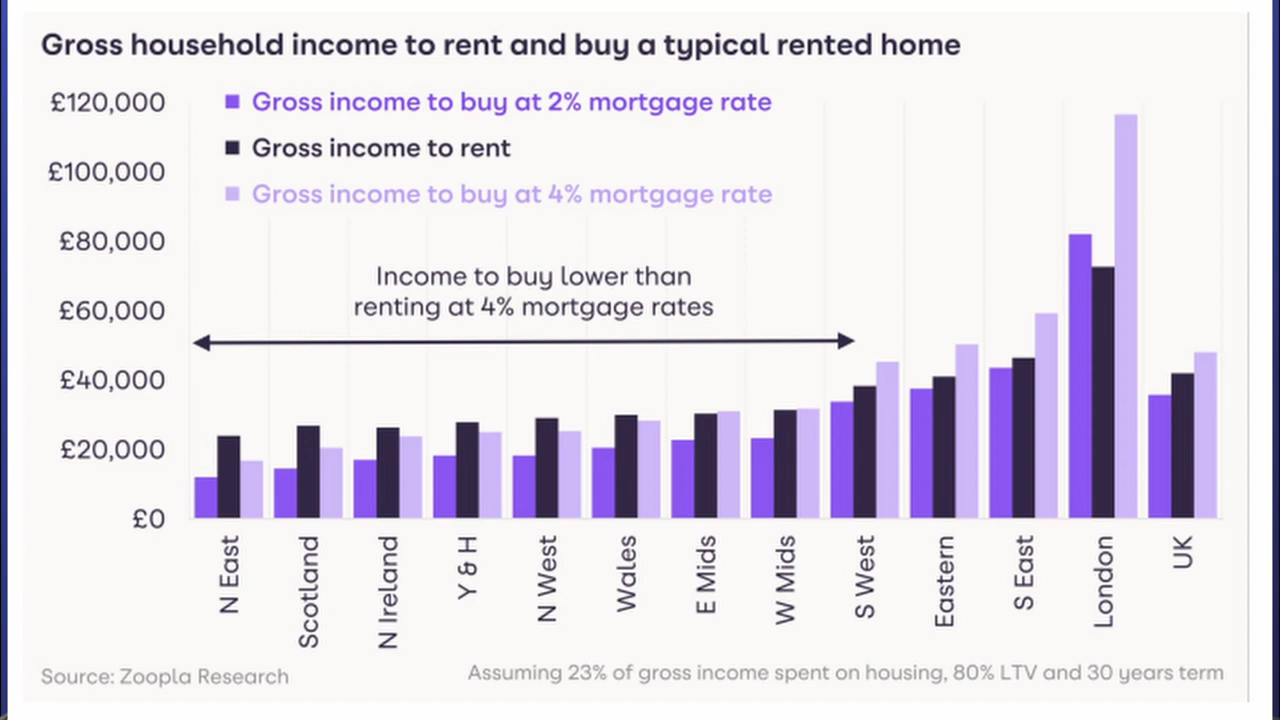 Gross household income to rent and buy a typical rented home
£120,000
£100,000
£80,000
£60,000
£40,000
£20,000
£0
Gross income to buy at 2% mortgage rate
Gross income to rent
Gross income to buy at 4% mortgage rate
Income to buy lower than
renting at 4% mortgage rates
N East
Scotland
N Ireland
Y & H
N West
Wales
E Mids
W Mids
S West
Eastern
S East
London
UK
Source: Zoopla Research
Assuming 23% of gross income spent on housing, 80% LTV and 30 years term